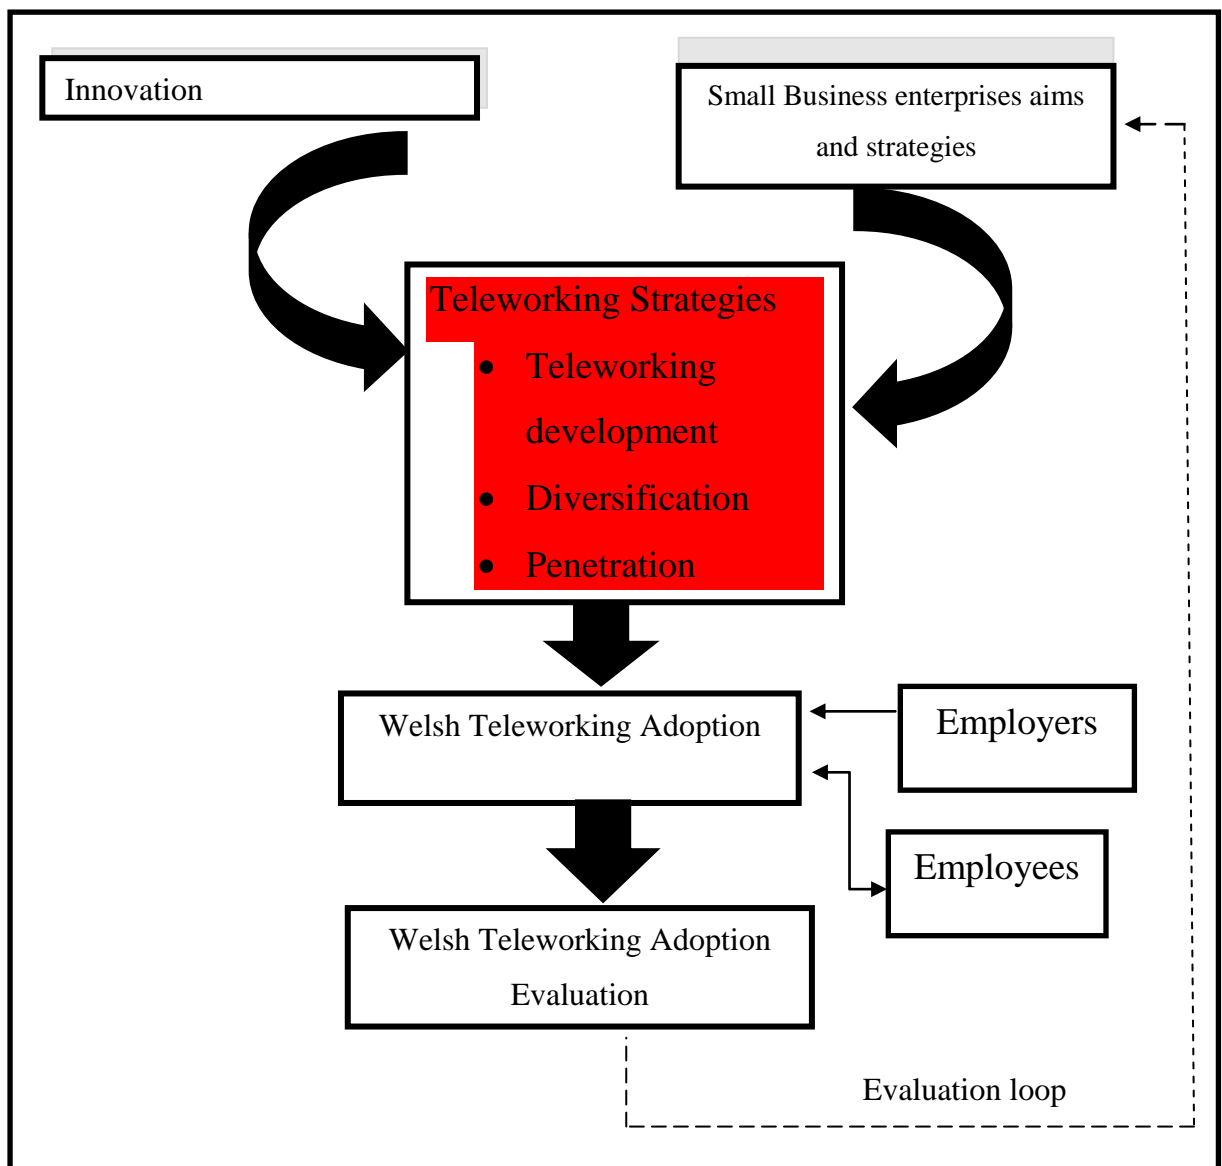 Innovation
Small Business enterprises aims
and strategies
Teleworking Strategies
• Teleworking
development
• Diversification
• Penetration
Welsh Teleworking Adoption
Employers
Employees
Welsh Teleworking Adoption
Evaluation
Evaluation loop